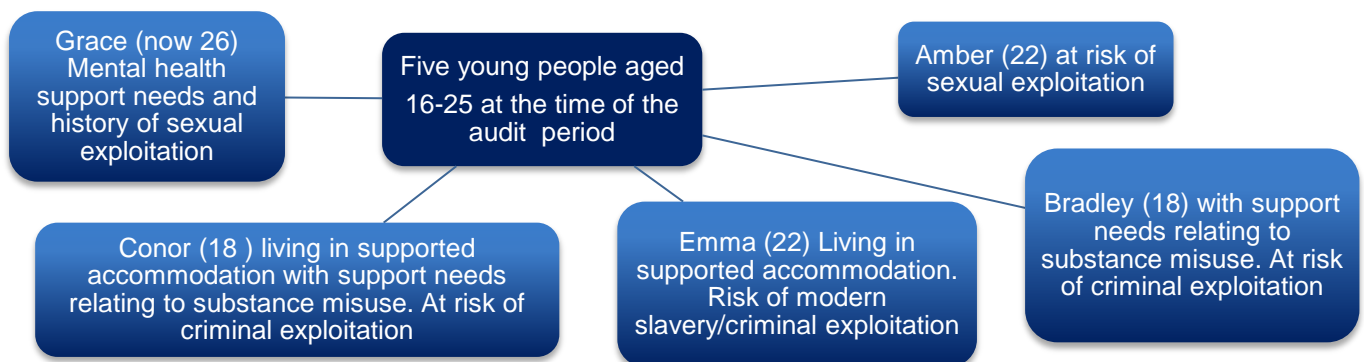 Grace (now 26)
Mental health
support needs and
history of sexual
exploitation
Five young people aged
16-25 at the time of the
audit period
Amber (22) at risk of
sexual exploitation
Conor (18 ) living in supported
accommodation with support needs
relating to substance misuse. At risk of
criminal exploitation
Emma (22) Living in
supported accommodation.
Risk of modern
slavery/criminal exploitation
Bradley (18) with support
needs relating to
substance misuse. At risk
of criminal exploitation